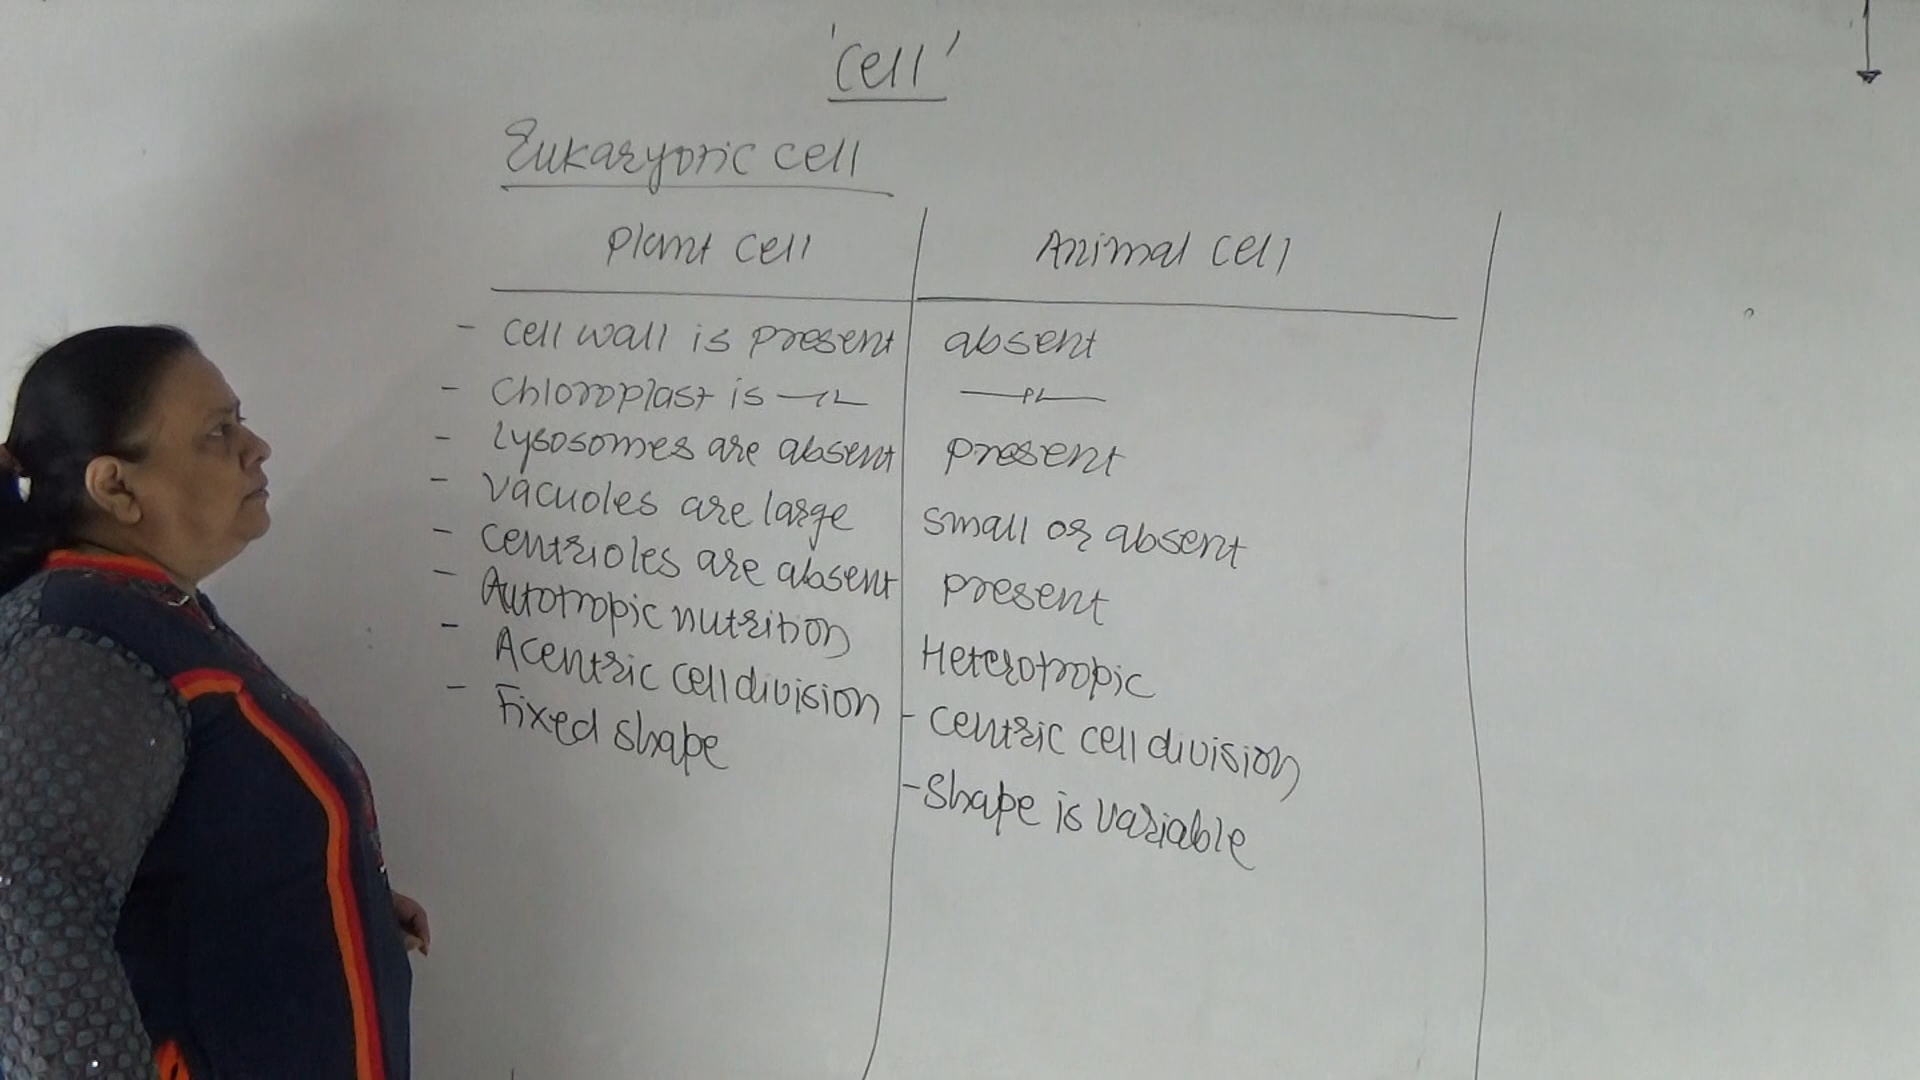 'Cell'
Eukaryotic cell
Plant cell | Animal cell
- cell wall is present | absent
- Chloroplast is —〃— | —〃—
- Lysosomes are absent | present
- Vacuoles are large | small or absent
- centrioles are absent | present
- Autotropic nutrition | Heterotropic
- Acentric cell division | - centric cell division
- Fixed shape | - Shape is variable